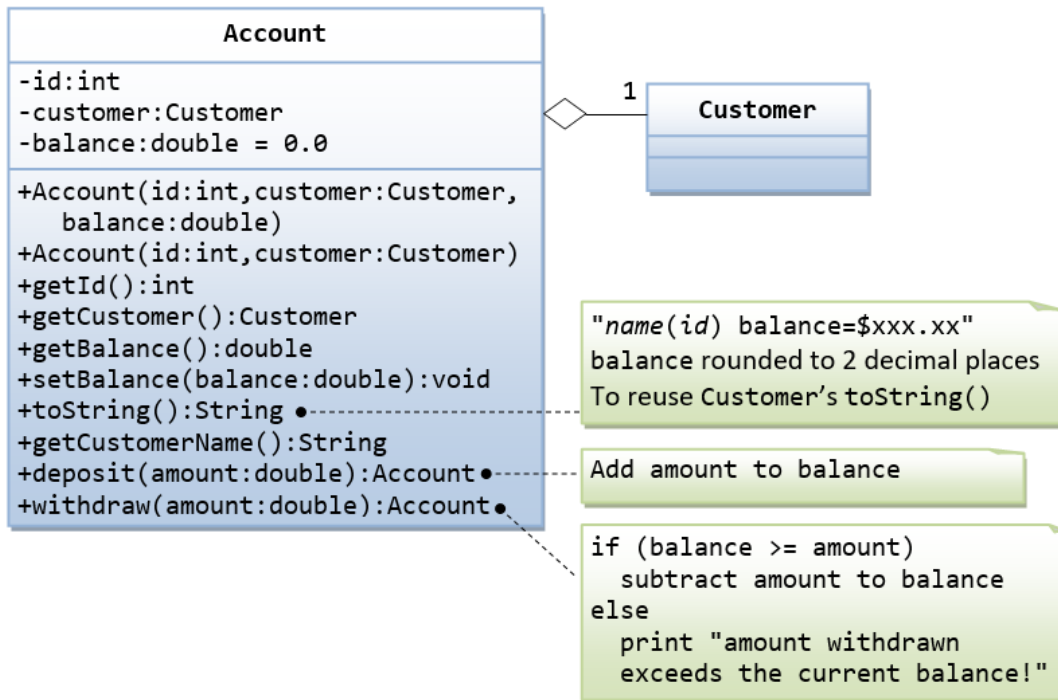 Account
-id:int
-customer:Customer
-balance:double = 0.0
+Account(id:int,customer:Customer,
balance:double)
+Account(id:int,customer:Customer)
+getId():int
+getCustomer():Customer
+getBalance():double
+setBalance(balance:double):void
+toString():String
+getCustomerName():String
+deposit(amount:double):Account
+withdraw(amount:double):Account
1
Customer
"name(id) balance=$xxx.xx"
balance rounded to 2 decimal places
To reuse Customer’s toString()
Add amount to balance
if (balance >= amount)
subtract amount to balance
else
print "amount withdrawn
exceeds the current balance!"